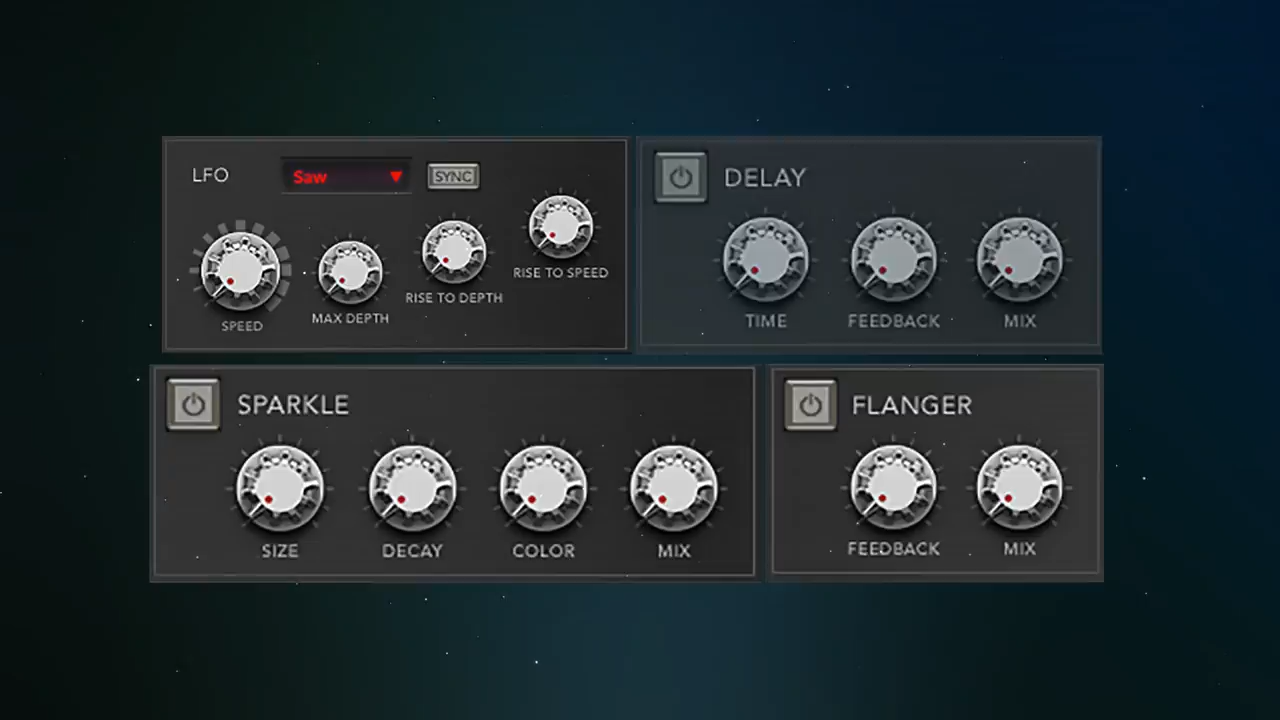 LFO
Saw
SYNC
SPEED
MAX DEPTH
RISE TO DEPTH
RISE TO SPEED
DELAY
TIME
FEEDBACK
MIX
SPARKLE
SIZE
DECAY
COLOR
MIX
FLANGER
FEEDBACK
MIX